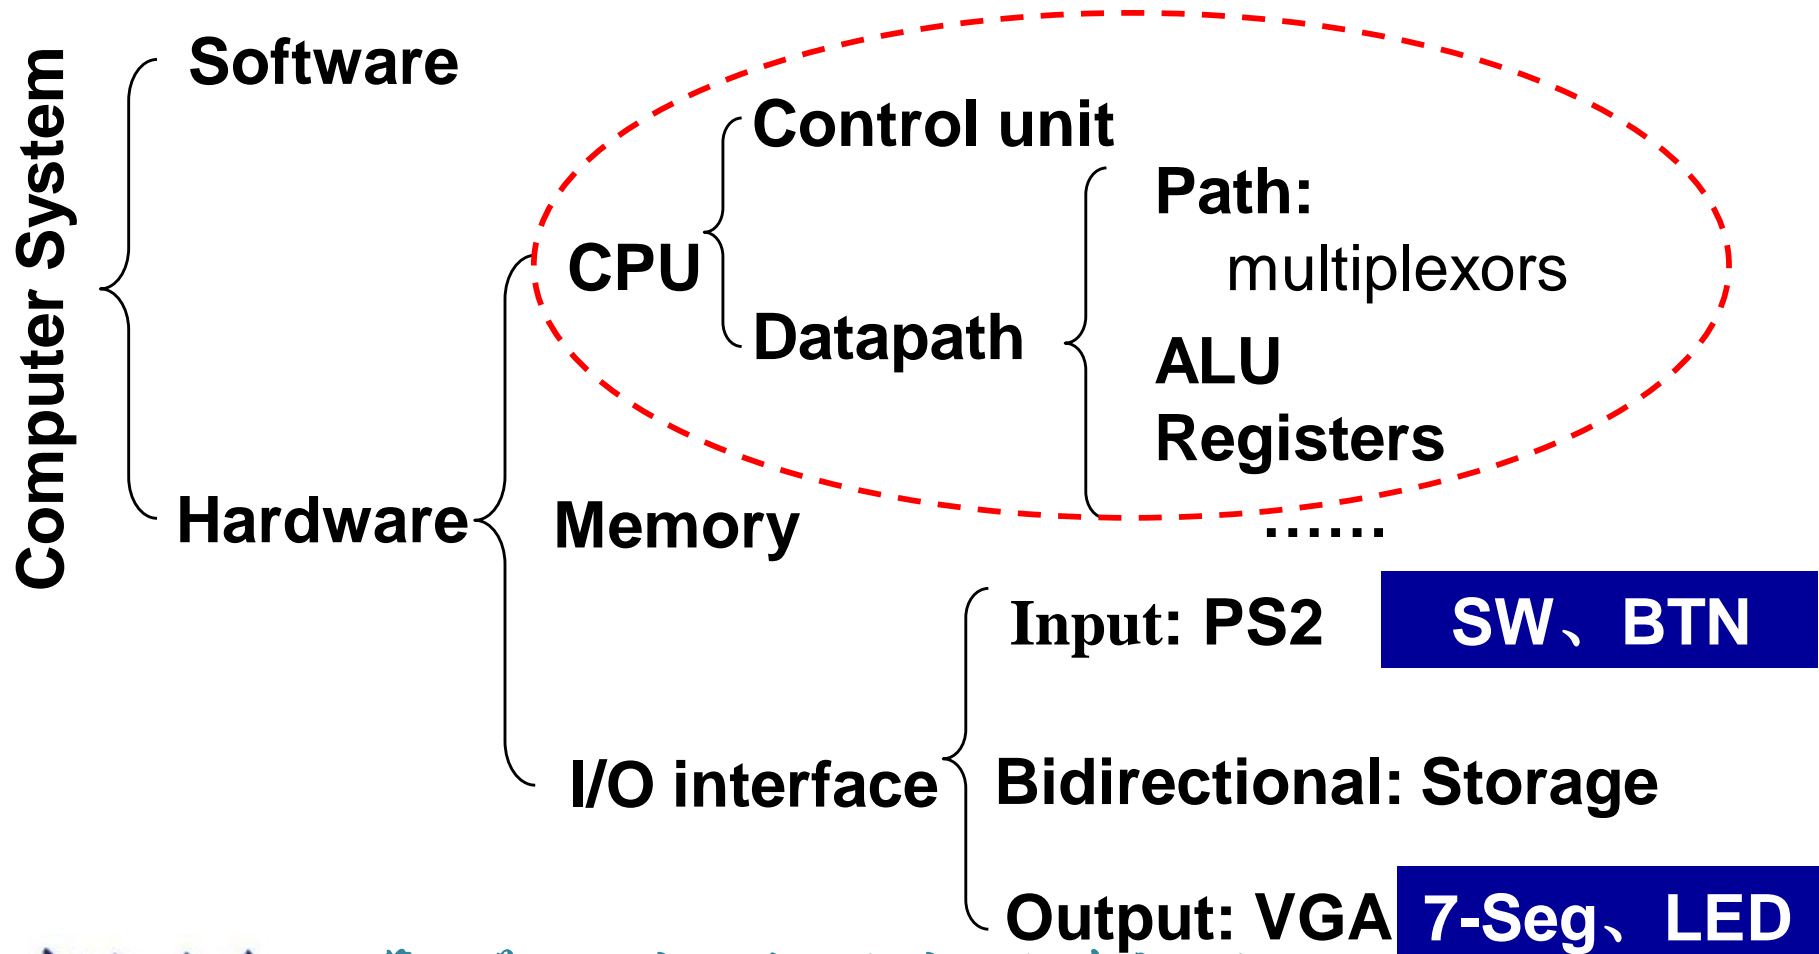 Computer System
Software
Control unit
Path:
multiplexors
CPU
Datapath
ALU
Registers
Hardware
Memory
......
Input: PS2
SW、BTN
I/O interface
Bidirectional: Storage
Output: VGA
7-Seg、LED